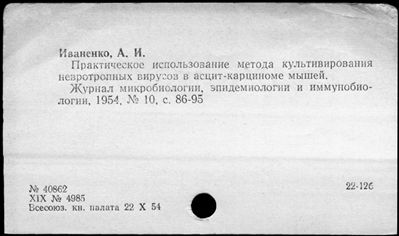 Иваненко, А. И.
Практическое использование метода культивирования
невротропных вирусов в асцит-карциноме мышей.
Журнал микробиологии, эпидемиологии и иммунобио-
логии, 1954, № 10, с. 86-95
№ 40862
22-126
XIX № 4985
Всесоюз. кн. палата 22 X 54